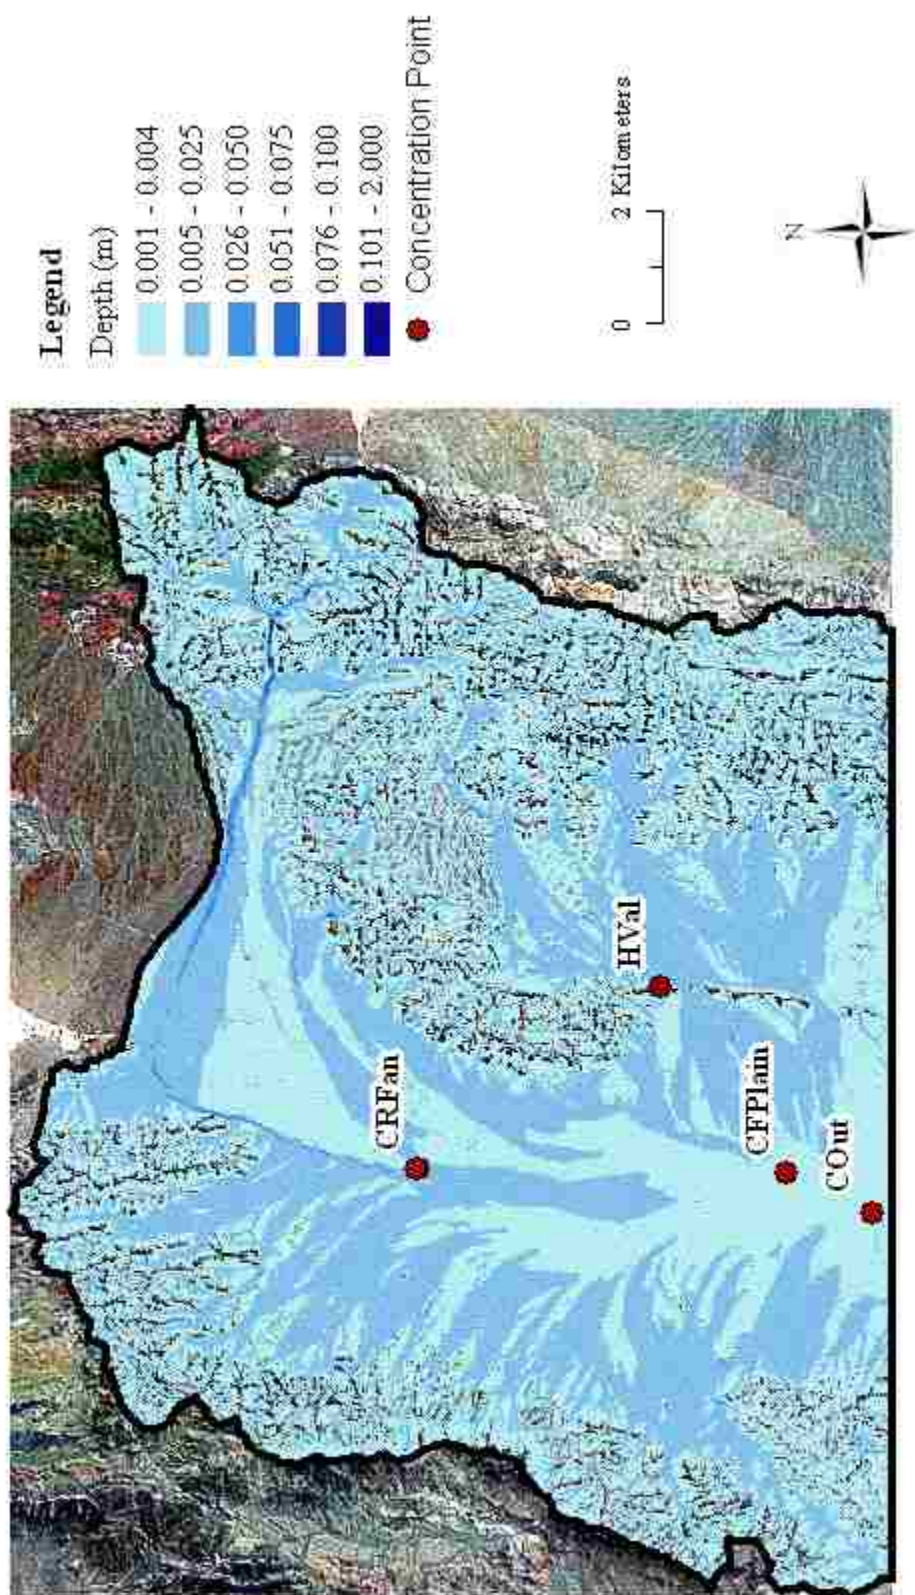 Legend
Depth (m)
0.001 - 0.004
0.005 - 0.025
0.026 - 0.050
0.051 - 0.075
0.076 - 0.100
0.101 - 2.000
Concentration Point
0 2 Kilometers
N
CRFan
HVal
CFPlain
COut